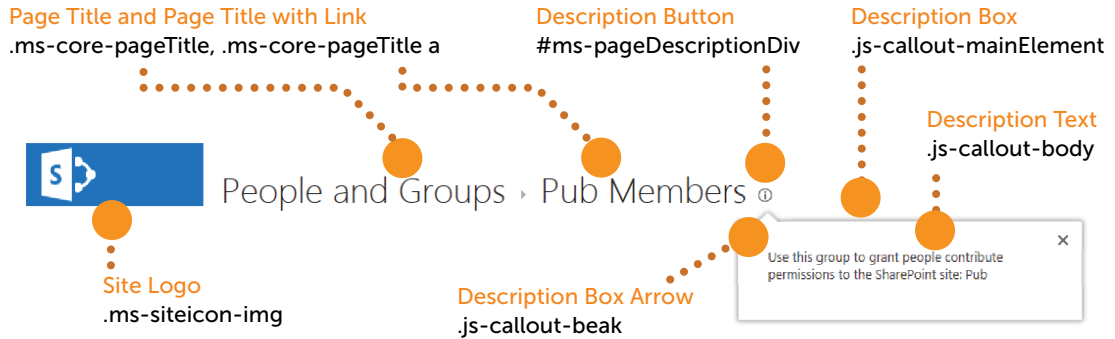 Page Title and Page Title with Link
.ms-core-pageTitle, .ms-core-pageTitle a
Description Button
#ms-pageDescriptionDiv
Description Box
.js-callout-mainElement
Description Text
.js-callout-body
S
People and Groups ▸ Pub Members
Use this group to grant people contribute
permissions to the SharePoint site: Pub
Site Logo
.ms-siteicon-img
Description Box Arrow
.js-callout-beak